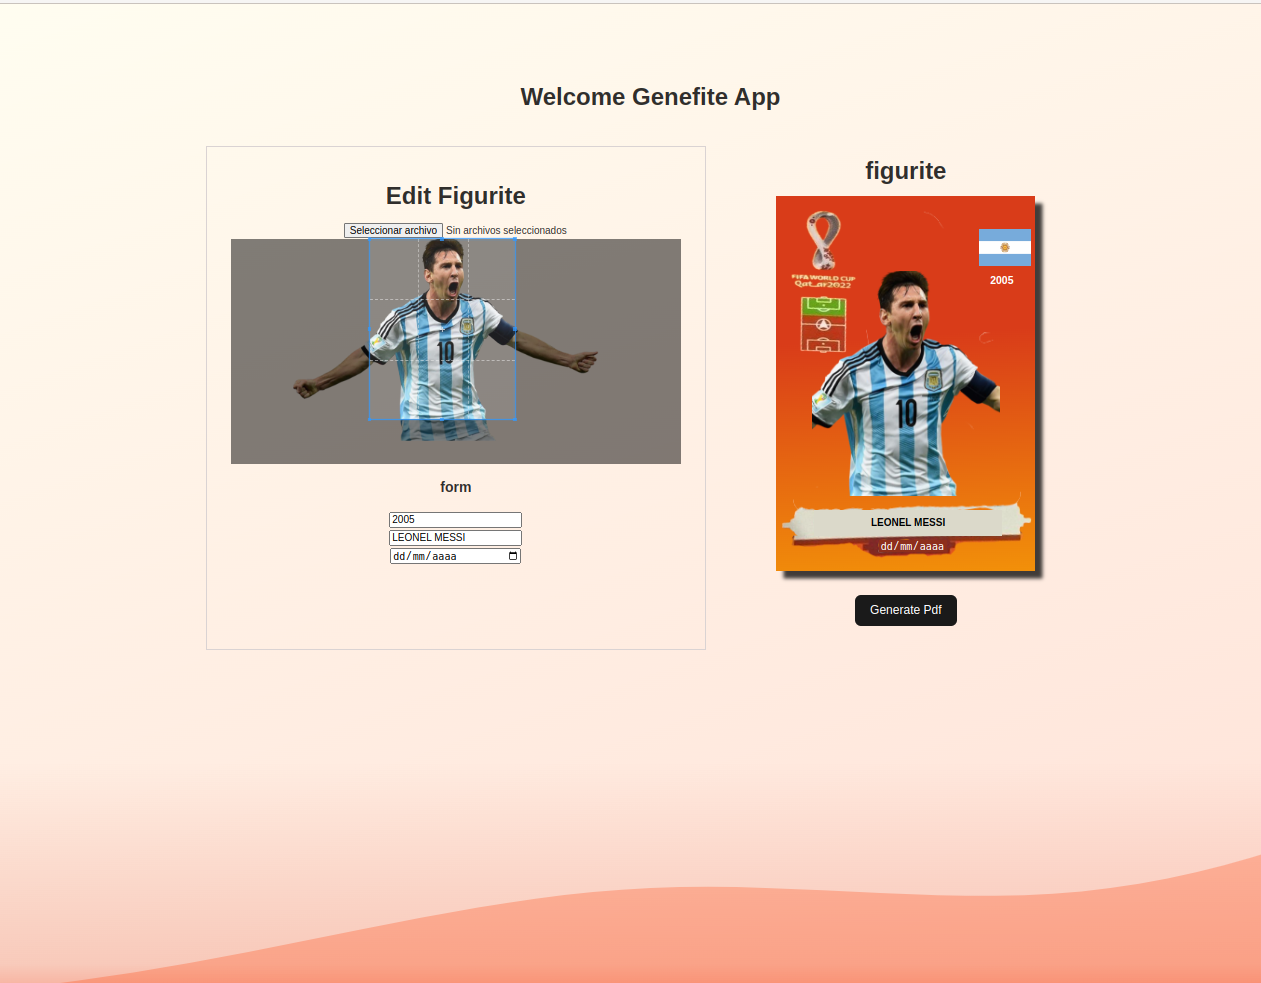 Welcome Genefite App
Edit Figurite
Seleccionar archivo Sin archivos seleccionados
10
form
2005
LEONEL MESSI
dd/mm/aaaa
figurite
FIFA WORLD CUP
Qatar2022
2005
10
LEONEL MESSI
dd/mm/aaaa
Generate Pdf